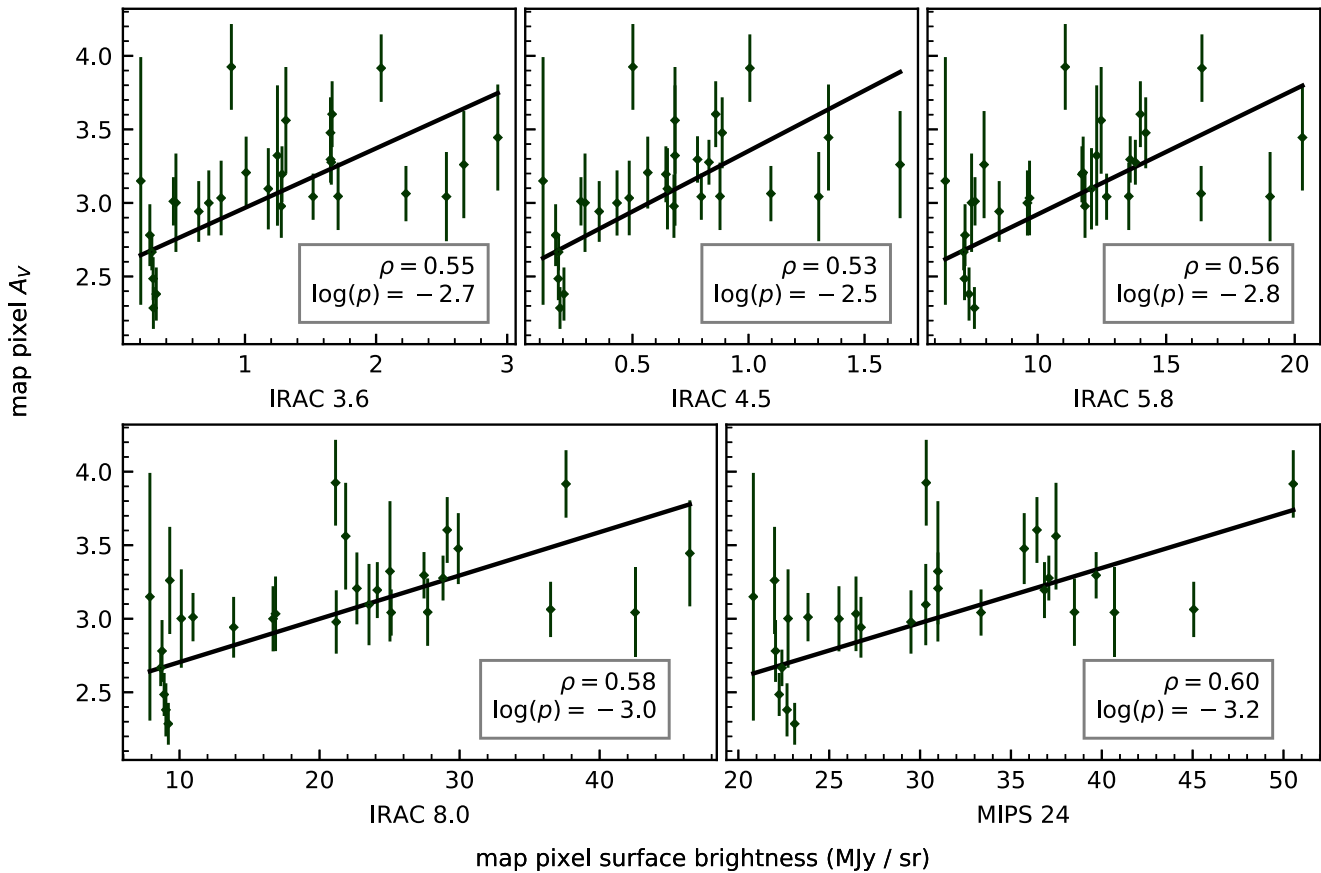 map pixel A_V
4.0
3.5
3.0
2.5
ρ = 0.55
log(p) = −2.7
1 2 3
IRAC 3.6
ρ = 0.53
log(p) = −2.5
0.5 1.0 1.5
IRAC 4.5
ρ = 0.56
log(p) = −2.8
10 15 20
IRAC 5.8
4.0
3.5
3.0
2.5
ρ = 0.58
log(p) = −3.0
10 20 30 40
IRAC 8.0
ρ = 0.60
log(p) = −3.2
20 25 30 35 40 45 50
MIPS 24
map pixel surface brightness (MJy / sr)